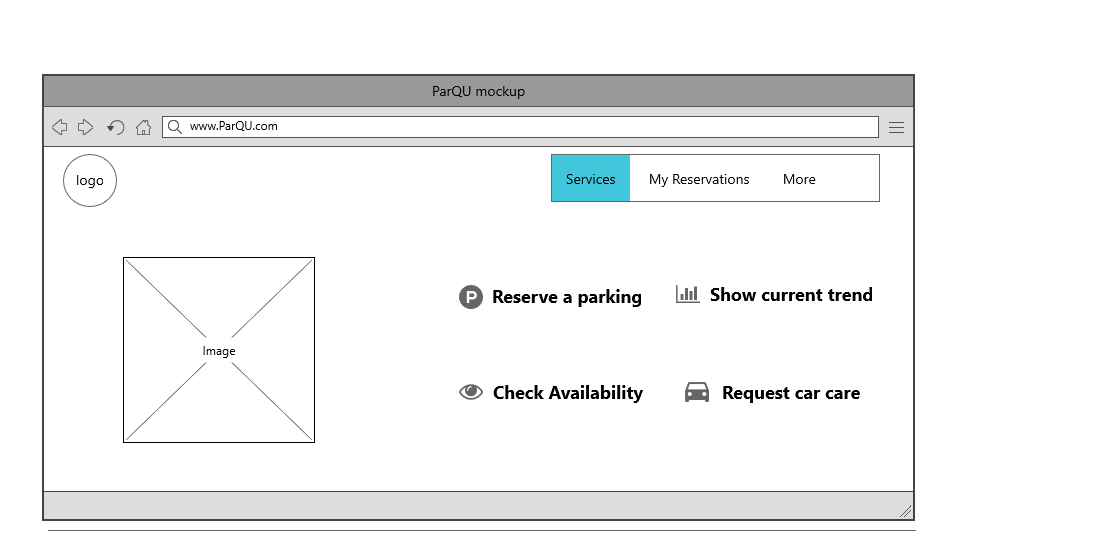 ParQU mockup
www.ParQU.com
logo
Services
My Reservations
More
Image
P
Reserve a parking
Show current trend
Check Availability
Request car care